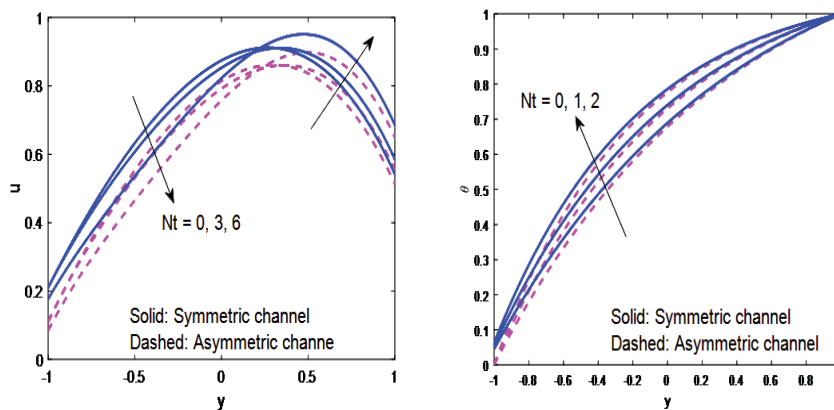 1
0.8
0.6
0.4
0.2
0
u
Nt = 0, 3, 6
Solid: Symmetric channel
Dashed: Asymmetric channe
-1 -0.5 0 0.5 1
y
1
0.9
0.8
0.7
0.6
0.5
0.4
0.3
0.2
0.1
0
θ
Nt = 0, 1, 2
Solid: Symmetric channel
Dashed: Asymmetric channel
-1 -0.8 -0.6 -0.4 -0.2 0 0.2 0.4 0.6 0.8
y